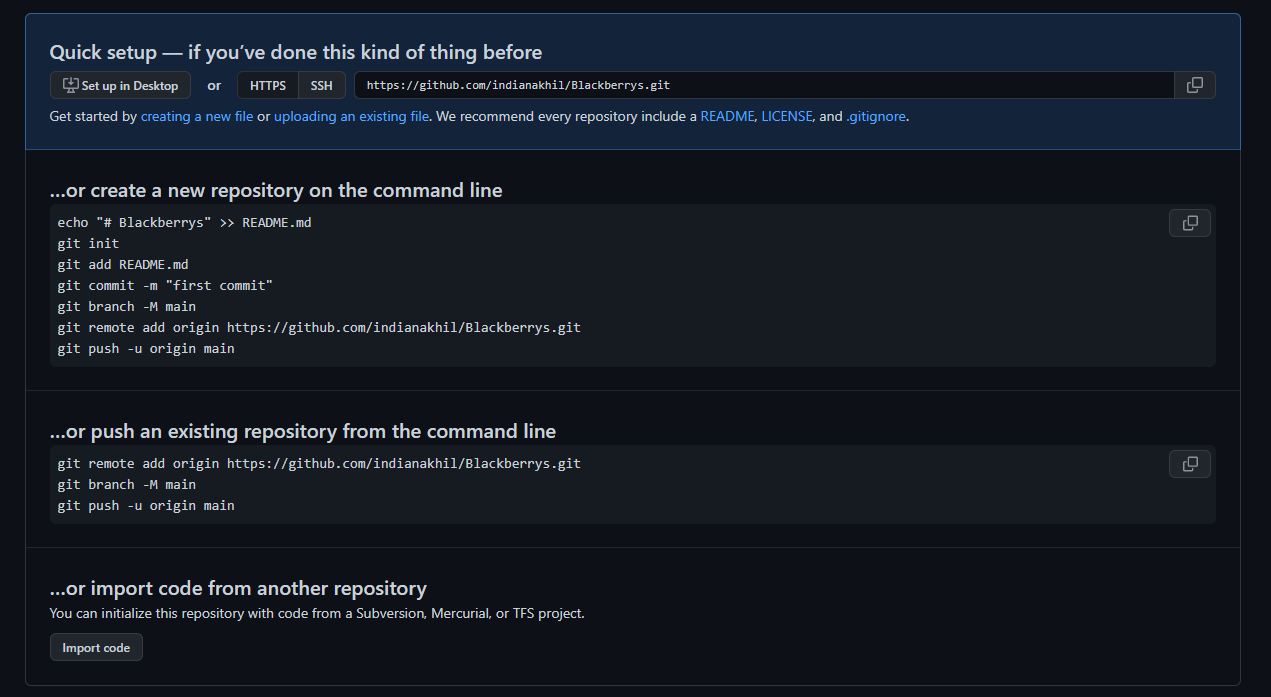 Quick setup — if you've done this kind of thing before
Set up in Desktop or HTTPS SSH https://github.com/indianakhil/Blackberrys.git
Get started by creating a new file or uploading an existing file. We recommend every repository include a README, LICENSE, and .gitignore.
…or create a new repository on the command line
echo "# Blackberrys" >> README.md
git init
git add README.md
git commit -m "first commit"
git branch -M main
git remote add origin https://github.com/indianakhil/Blackberrys.git
git push -u origin main
…or push an existing repository from the command line
git remote add origin https://github.com/indianakhil/Blackberrys.git
git branch -M main
git push -u origin main
…or import code from another repository
You can initialize this repository with code from a Subversion, Mercurial, or TFS project.
Import code